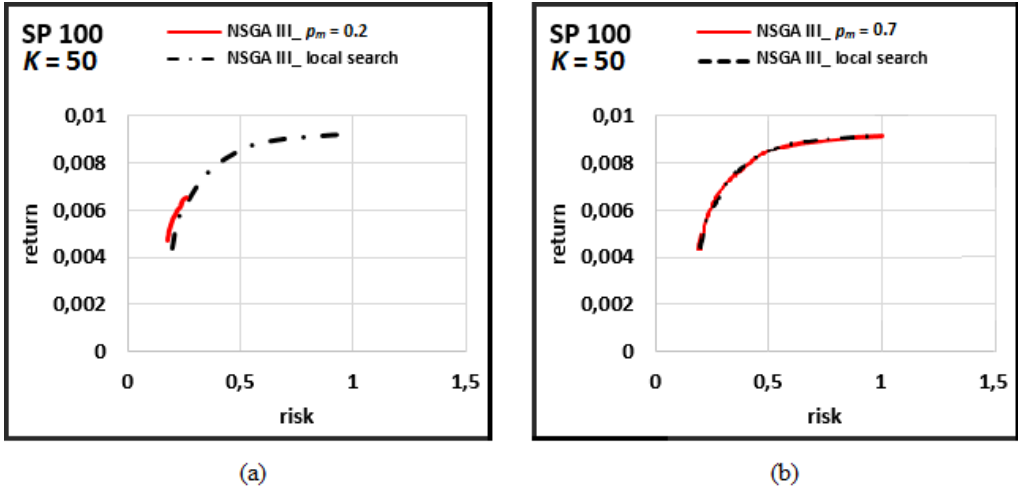 SP 100
K = 50
NSGA III_ pm = 0.2
NSGA III_ local search
0,01
0,008
0,006
0,004
0,002
0
return
0
0,5
1
1,5
risk
(a)
SP 100
K = 50
NSGA III_ pm = 0.7
NSGA III_ local search
0,01
0,008
0,006
0,004
0,002
0
return
0
0,5
1
1,5
risk
(b)